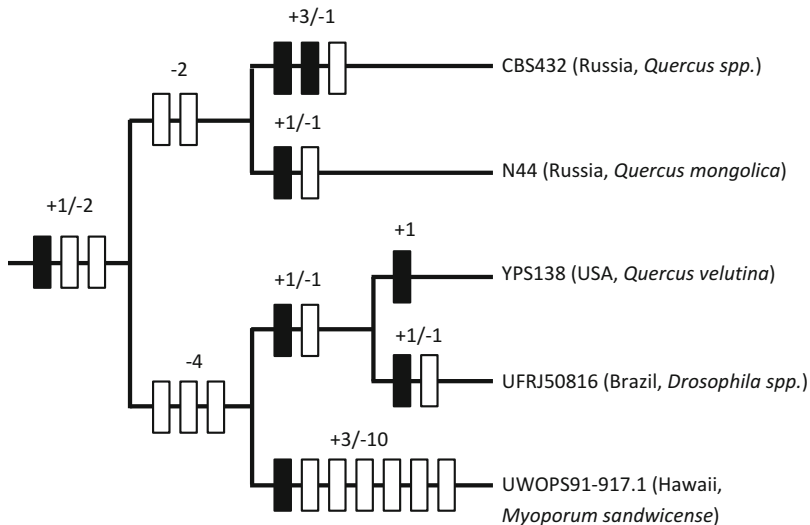 +3/-1
CBS432 (Russia, Quercus spp.)
-2
+1/-1
N44 (Russia, Quercus mongolica)
+1/-2
+1
YPS138 (USA, Quercus velutina)
+1/-1
+1/-1
UFRJ50816 (Brazil, Drosophila spp.)
-4
+3/-10
UWOPS91-917.1 (Hawaii,
Myoporum sandwicense)